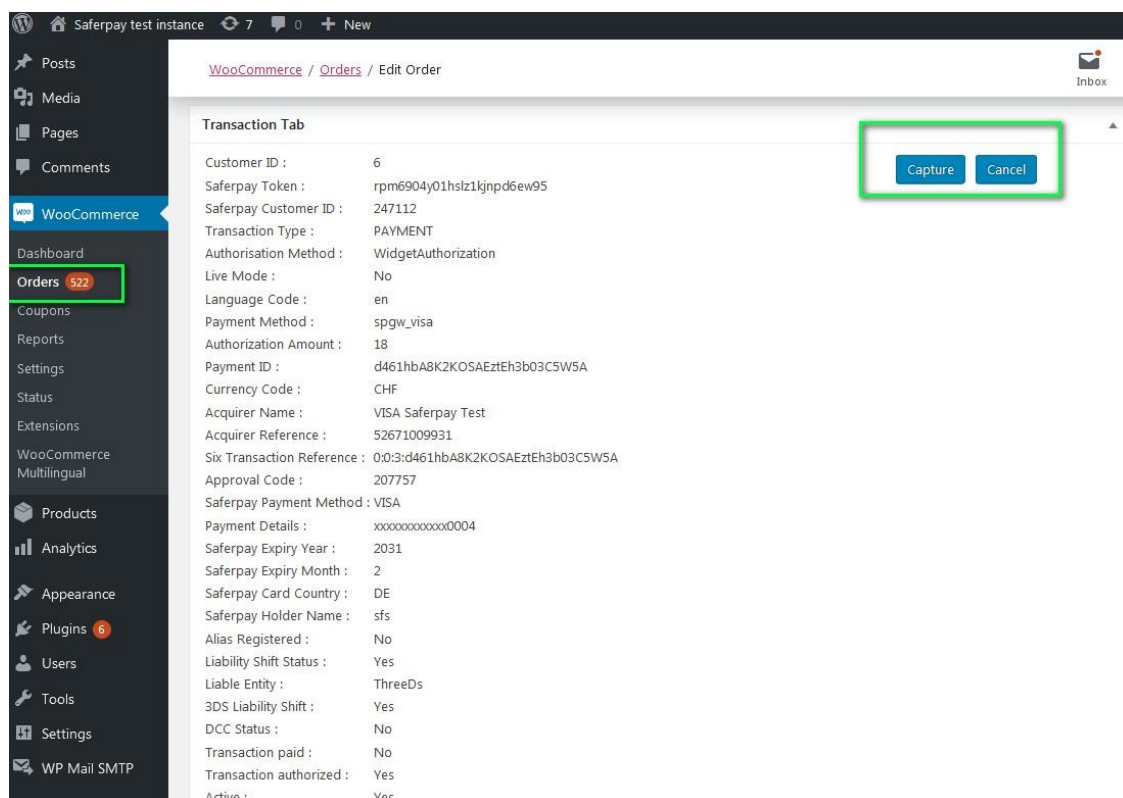 Saferpay test instance 7 0 + New
Posts
Media
Pages
Comments
WooCommerce
Dashboard
Orders 522
Coupons
Reports
Settings
Status
Extensions
WooCommerce
Multilingual
Products
Analytics
Appearance
Plugins 6
Users
Tools
Settings
WP Mail SMTP
WooCommerce / Orders / Edit Order
Inbox
Transaction Tab
Capture Cancel
Customer ID : 6
Saferpay Token : rpm6904y01hslz1kjnpd6ew95
Saferpay Customer ID : 247112
Transaction Type : PAYMENT
Authorisation Method : WidgetAuthorization
Live Mode : No
Language Code : en
Payment Method : spgw_visa
Authorization Amount : 18
Payment ID : d461hbA8K2KOSAEztEh3b03C5W5A
Currency Code : CHF
Acquirer Name : VISA Saferpay Test
Acquirer Reference : 52671009931
Six Transaction Reference : 0:0:3:d461hbA8K2KOSAEztEh3b03C5W5A
Approval Code : 207757
Saferpay Payment Method : VISA
Payment Details : xxxxxxxxxxxx0004
Saferpay Expiry Year : 2031
Saferpay Expiry Month : 2
Saferpay Card Country : DE
Saferpay Holder Name : sfs
Alias Registered : No
Liability Shift Status : Yes
Liable Entity : ThreeDs
3DS Liability Shift : Yes
DCC Status : No
Transaction paid : No
Transaction authorized : Yes
Active : Yes